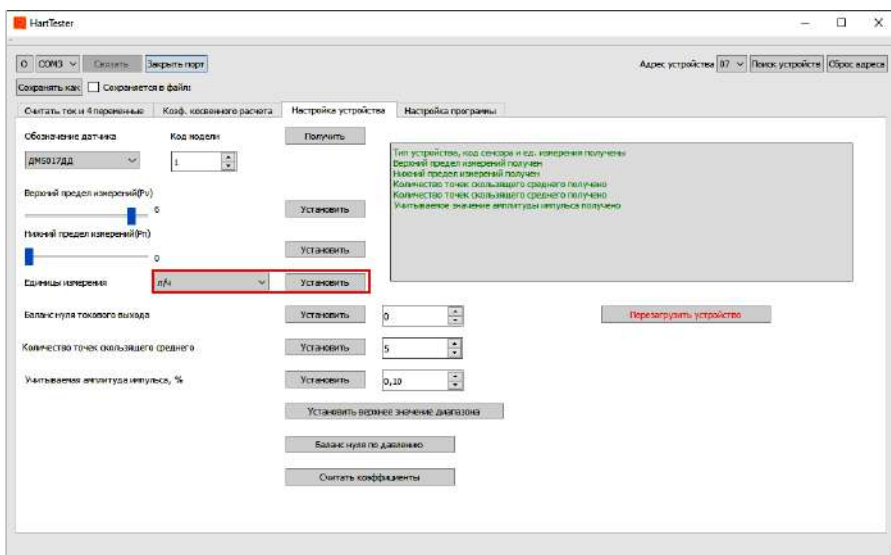 HartTester
О COM3 Связать Закрыть порт Адрес устройства 07 Поиск устройств Сброс адреса
Сохранять как Сохраняется в файл:
Считать ток и 4 переменные Коэф. косвенного расчета Настройка устройства Настройка программы
Обозначение датчика Код модели Получить
ДМ5017ДД 1
Тип устройства, код сенсора и ед. измерения получены
Верхний предел измерений получен
Нижний предел измерений получен
Количество точек скользящего среднего получено
Количество точек скользящего среднего получено
Учитываемое значение амплитуды импульса получено
Верхний предел измерений(Pv)
6 Установить
Нижний предел измерений(Pn)
0 Установить
Единицы измерения л/ч Установить
Баланс нуля токового выхода Установить 0 Перезагрузить устройство
Количество точек скользящего среднего Установить 5
Учитываемая амплитуда импульса, % Установить 0,10
Установить верхнее значение диапазона
Баланс нуля по давлению
Считать коэффициенты